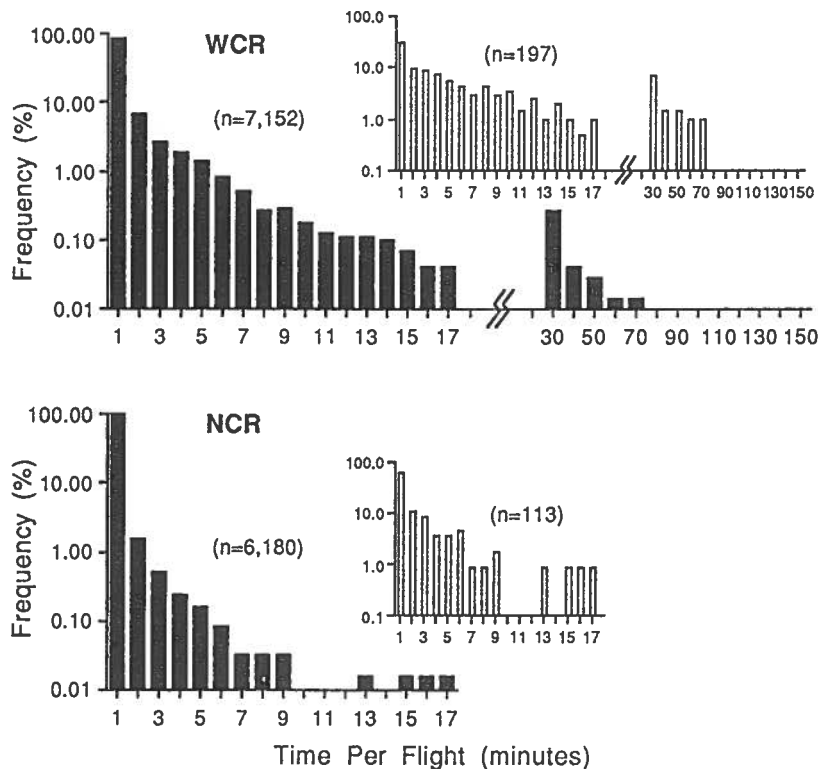 WCR
(n=7,152)
Frequency (%)
100.00
10.00
1.00
0.10
0.01
1 3 5 7 9 11 13 15 17 30 50 70 90 110 130 150
(n=197)
100.0
10.0
1.0
0.1
1 3 5 7 9 11 13 15 17 30 50 70 90 110 130 150
NCR
(n=6,180)
Frequency (%)
100.00
10.00
1.00
0.10
0.01
1 3 5 7 9 11 13 15 17
(n=113)
100.0
10.0
1.0
0.1
1 3 5 7 9 11 13 15 17
Time Per Flight (minutes)